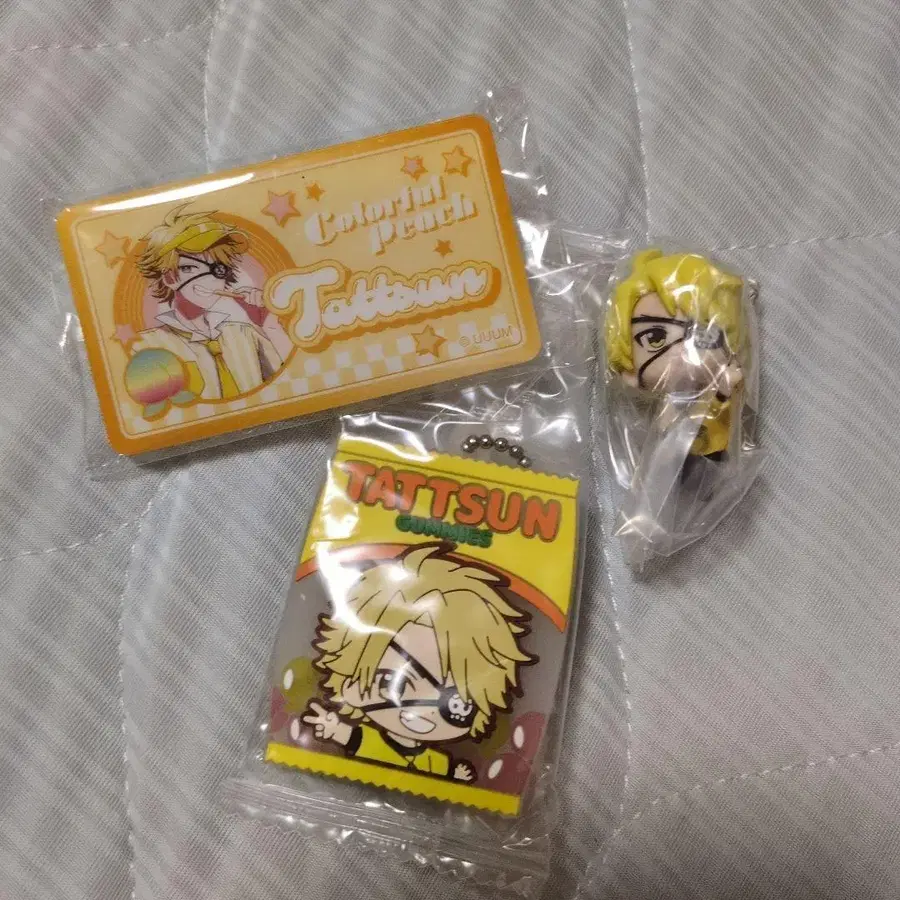 Colorful
Peach
Tattsun
© UUUM
TATTSUN
GUMMIES